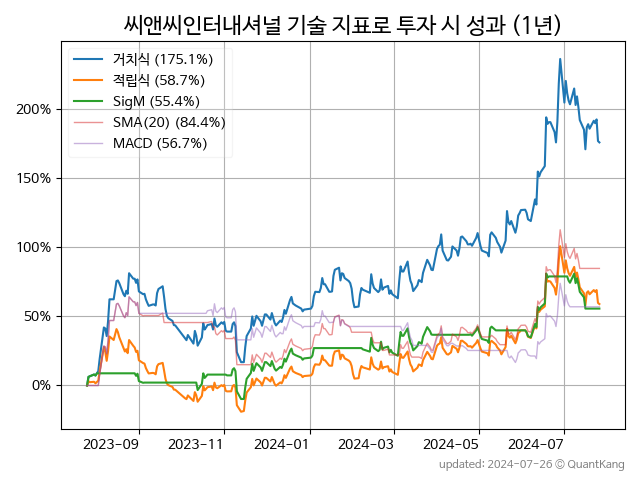 씨앤씨인터내셔널 기술 지표로 투자 시 성과 (1년)
거치식 (175.1%)
적립식 (58.7%)
SigM (55.4%)
SMA(20) (84.4%)
MACD (56.7%)
200%
150%
100%
50%
0%
2023-09 2023-11 2024-01 2024-03 2024-05 2024-07
updated: 2024-07-26 © QuantKang